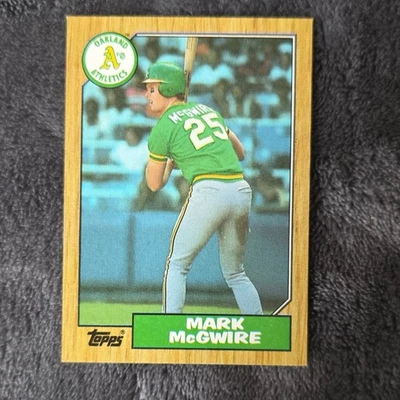 OAKLAND
A's
ATHLETICS
McGWIRE
25
MARK
McGWIRE
topps